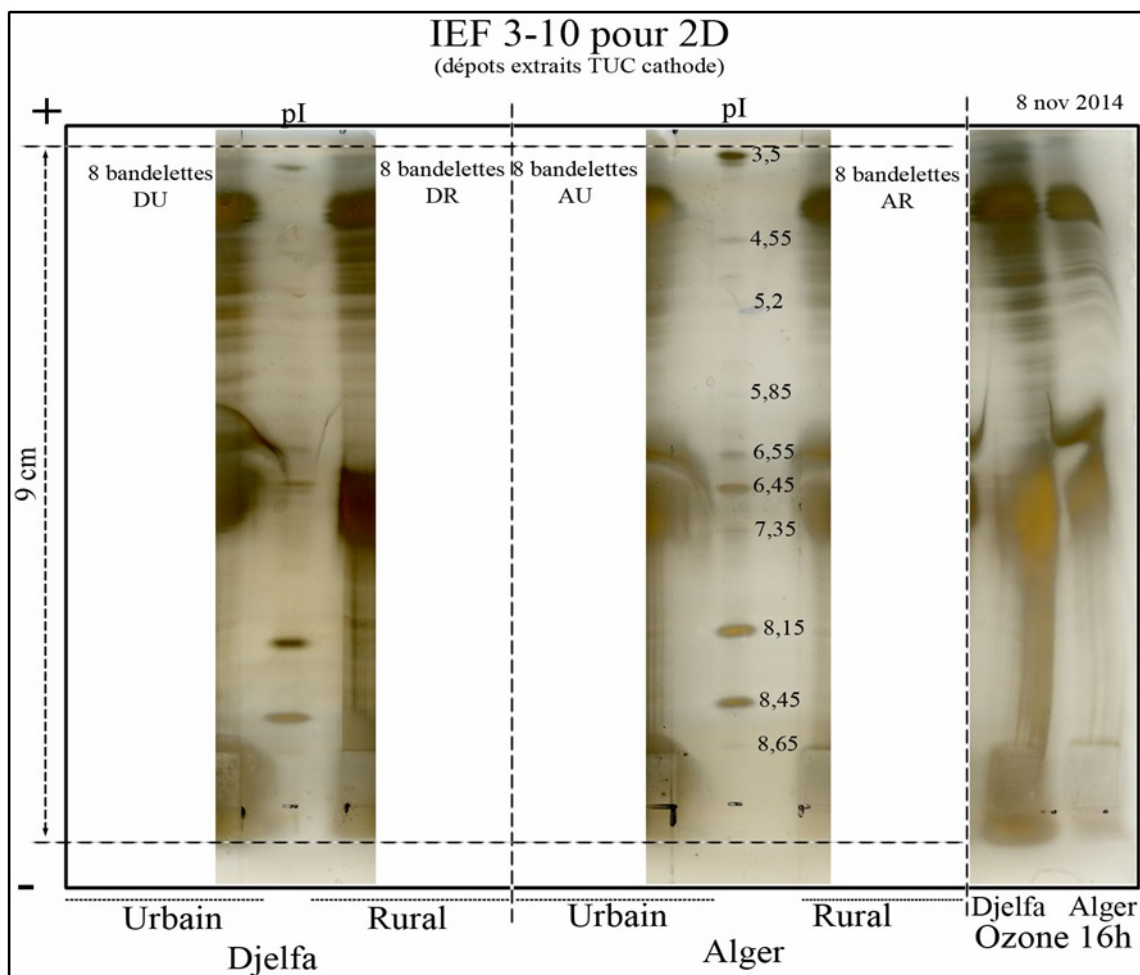 IEF 3-10 pour 2D
(dépots extraits TUC cathode)
8 nov 2014
+
pI
pI
8 bandelettes
DU
8 bandelettes
DR
8 bandelettes
AU
8 bandelettes
AR
3,5
4,55
5,2
5,85
6,55
6,45
7,35
8,15
8,45
8,65
9 cm
-
Urbain
Rural
Urbain
Rural
Djelfa
Alger
Djelfa
Alger
Ozone 16h